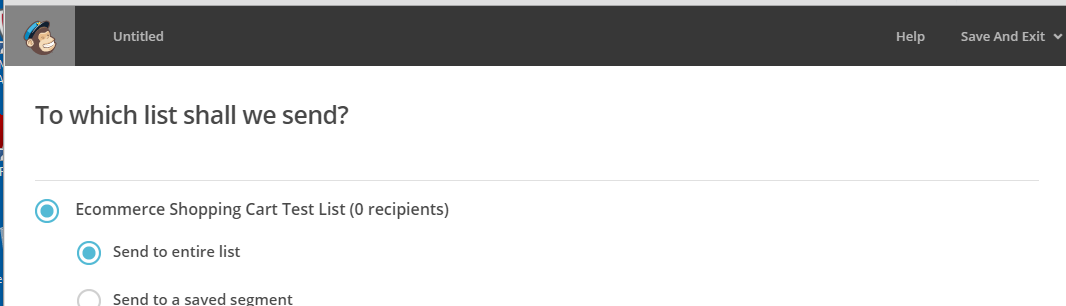 Untitled
Help
Save And Exit
To which list shall we send?
Ecommerce Shopping Cart Test List (0 recipients)
Send to entire list
Send to a saved segment